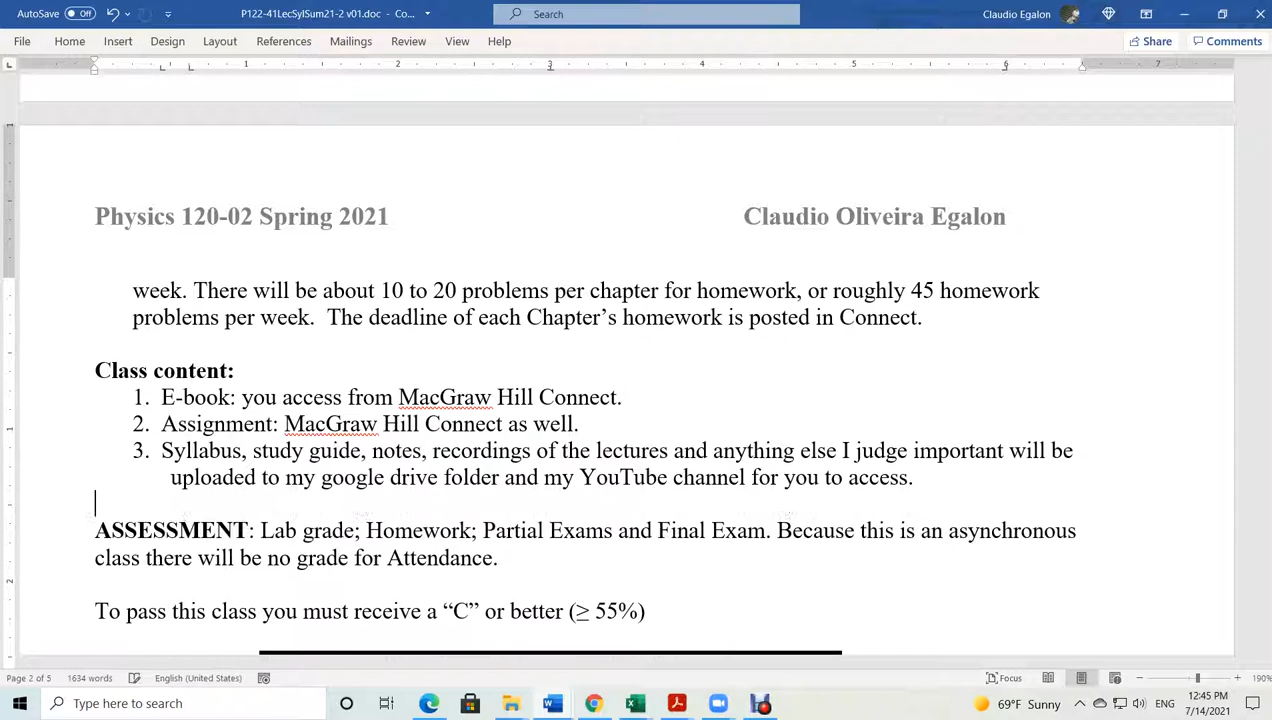 AutoSave Off P122-41LecSylSum21-2 v01.doc - Co... Search Claudio Egalon
File Home Insert Design Layout References Mailings Review View Help Share Comments
1 2 3 4 5 6 7
Physics 120-02 Spring 2021 Claudio Oliveira Egalon
week. There will be about 10 to 20 problems per chapter for homework, or roughly 45 homework
problems per week. The deadline of each Chapter’s homework is posted in Connect.
Class content:
1. E-book: you access from MacGraw Hill Connect.
2. Assignment: MacGraw Hill Connect as well.
3. Syllabus, study guide, notes, recordings of the lectures and anything else I judge important will be
uploaded to my google drive folder and my YouTube channel for you to access.
ASSESSMENT: Lab grade; Homework; Partial Exams and Final Exam. Because this is an asynchronous
class there will be no grade for Attendance.
To pass this class you must receive a “C” or better (≥ 55%)
Page 2 of 5 1634 words English (United States) Focus 190%
Type here to search 69°F Sunny ENG 12:45 PM
7/14/2021